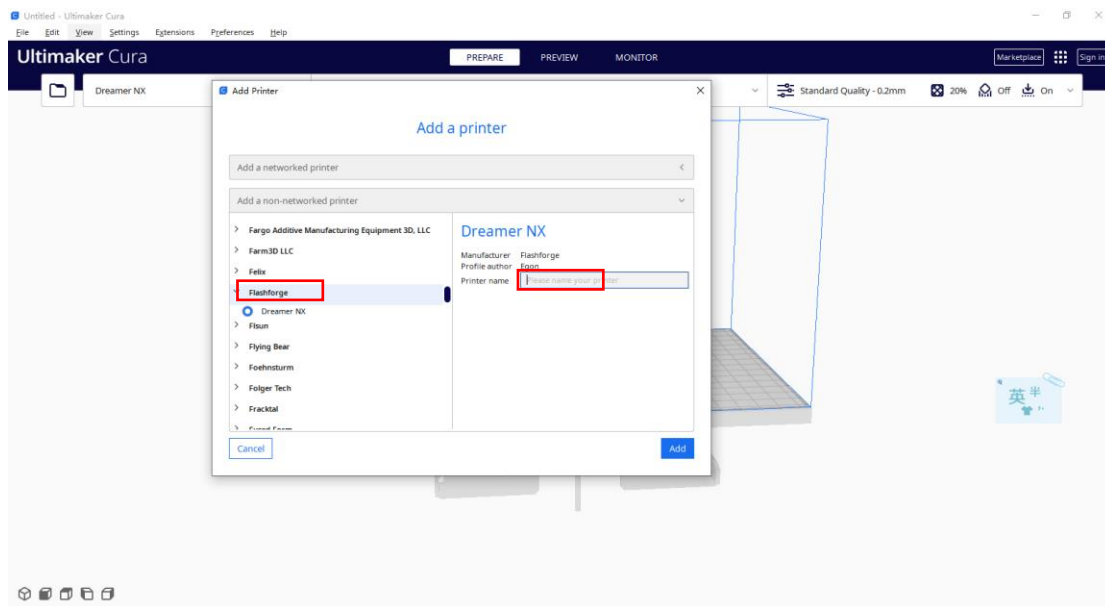 Untitled - Ultimaker Cura
File Edit View Settings Extensions Preferences Help
Ultimaker Cura PREPARE PREVIEW MONITOR Marketplace Sign in
Dreamer NX Standard Quality - 0.2mm 20% Off On
Add Printer
Add a printer
Add a networked printer
Add a non-networked printer
Fargo Additive Manufacturing Equipment 3D, LLC
Farm3D LLC
Felix
Flashforge
Dreamer NX
Flsun
Flying Bear
Foehnsturm
Folger Tech
Fracktal
Dreamer NX
Manufacturer Flashforge
Profile author Egon
Printer name Please name your printer
Cancel Add
英 半